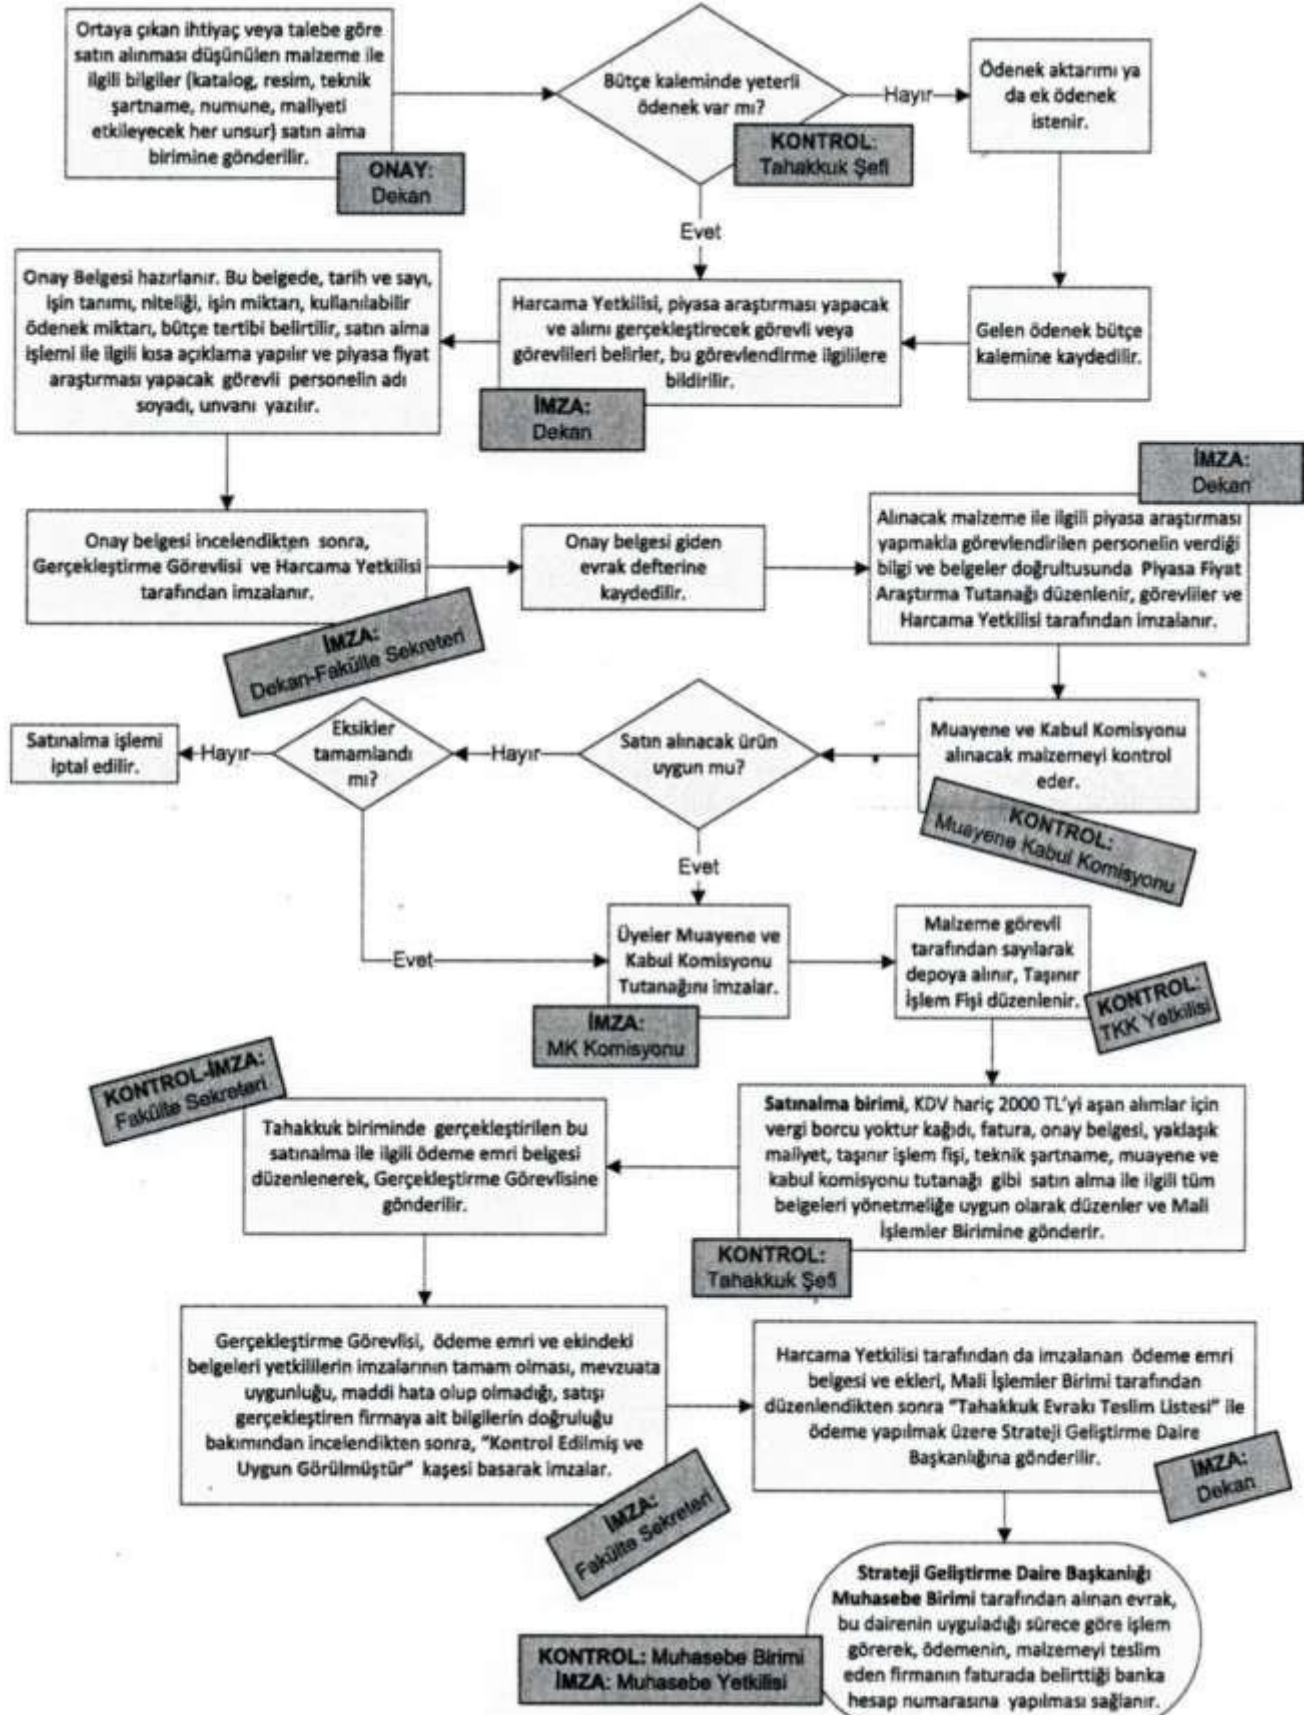 Ortaya çıkan ihtiyaç veya talebe göre
satın alınması düşünülen malzeme ile
ilgili bilgiler (katalog, resim, teknik
şartname, numune, maliyeti
etkileyecek her unsur) satın alma
birimine gönderilir.
ONAY:
Dekan
Bütçe kaleminde yeterli
ödenek var mı?
KONTROL:
Tahakkuk Şefi
Hayır
Ödenek aktarımı ya
da ek ödenek
istenir.
Evet
Gelen ödenek bütçe
kalemine kaydedilir.
Harcama Yetkilisi, piyasa araştırması yapacak
ve alımı gerçekleştirecek görevli veya
görevlileri belirler, bu görevlendirme ilgililere
bildirilir.
İMZA:
Dekan
Onay Belgesi hazırlanır. Bu belgede, tarih ve sayı,
işin tanımı, niteliği, işin miktarı, kullanılabilir
ödenek miktarı, bütçe tertibi belirtilir, satın alma
işlemi ile ilgili kısa açıklama yapılır ve piyasa fiyat
araştırması yapacak görevli personelin adı
soyadı, unvanı yazılır.
Onay belgesi incelendikten sonra,
Gerçekleştirme Görevlisi ve Harcama Yetkilisi
tarafından imzalanır.
İMZA:
Dekan-Fakülte Sekreteri
Onay belgesi giden
evrak defterine
kaydedilir.
İMZA:
Dekan
Alınacak malzeme ile ilgili piyasa araştırması
yapmakla görevlendirilen personelin verdiği
bilgi ve belgeler doğrultusunda Piyasa Fiyat
Araştırma Tutanağı düzenlenir, görevliler ve
Harcama Yetkilisi tarafından imzalanır.
Muayene ve Kabul Komisyonu
alınacak malzemeyi kontrol
eder.
KONTROL:
Muayene Kabul Komisyonu
Satın alınacak ürün
uygun mu?
Hayır
Eksikler
tamamlandı
mı?
Hayır
Satınalma işlemi
iptal edilir.
Evet
Evet
Üyeler Muayene ve
Kabul Komisyonu
Tutanağını imzalar.
İMZA:
MK Komisyonu
Malzeme görevli
tarafından sayılarak
depoya alınır, Taşınır
İşlem Fişi düzenlenir.
KONTROL:
TKK Yetkilisi
Satınalma birimi, KDV hariç 2000 TL'yi aşan alımlar için
vergi borcu yoktur kağıdı, fatura, onay belgesi, yaklaşık
maliyet, taşınır işlem fişi, teknik şartname, muayene ve
kabul komisyonu tutanağı gibi satın alma ile ilgili tüm
belgeleri yönetmeliğe uygun olarak düzenler ve Mali
İşlemler Birimine gönderir.
KONTROL:
Tahakkuk Şefi
KONTROL-İMZA:
Fakülte Sekreteri
Tahakkuk biriminde gerçekleştirilen bu
satınalma ile ilgili ödeme emri belgesi
düzenlenerek, Gerçekleştirme Görevlisine
gönderilir.
Gerçekleştirme Görevlisi, ödeme emri ve ekindeki
belgeleri yetkililerin imzalarının tamam olması, mevzuata
uygunluğu, maddi hata olup olmadığı, satışı
gerçekleştiren firmaya ait bilgilerin doğruluğu
bakımından incelendikten sonra, "Kontrol Edilmiş ve
Uygun Görülmüştür" kaşesi basarak imzalar.
İMZA:
Fakülte Sekreteri
Harcama Yetkilisi tarafından da imzalanan ödeme emri
belgesi ve ekleri, Mali İşlemler Birimi tarafından
düzenlendikten sonra "Tahakkuk Evrakı Teslim Listesi" ile
ödeme yapılmak üzere Strateji Geliştirme Daire
Başkanlığına gönderilir.
İMZA:
Dekan
Strateji Geliştirme Daire Başkanlığı
Muhasebe Birimi tarafından alınan evrak,
bu dairenin uyguladığı sürece göre işlem
görerek, ödemenin, malzemeyi teslim
eden firmanın faturada belirttiği banka
hesap numarasına yapılması sağlanır.
KONTROL: Muhasebe Birimi
İMZA: Muhasebe Yetkilisi